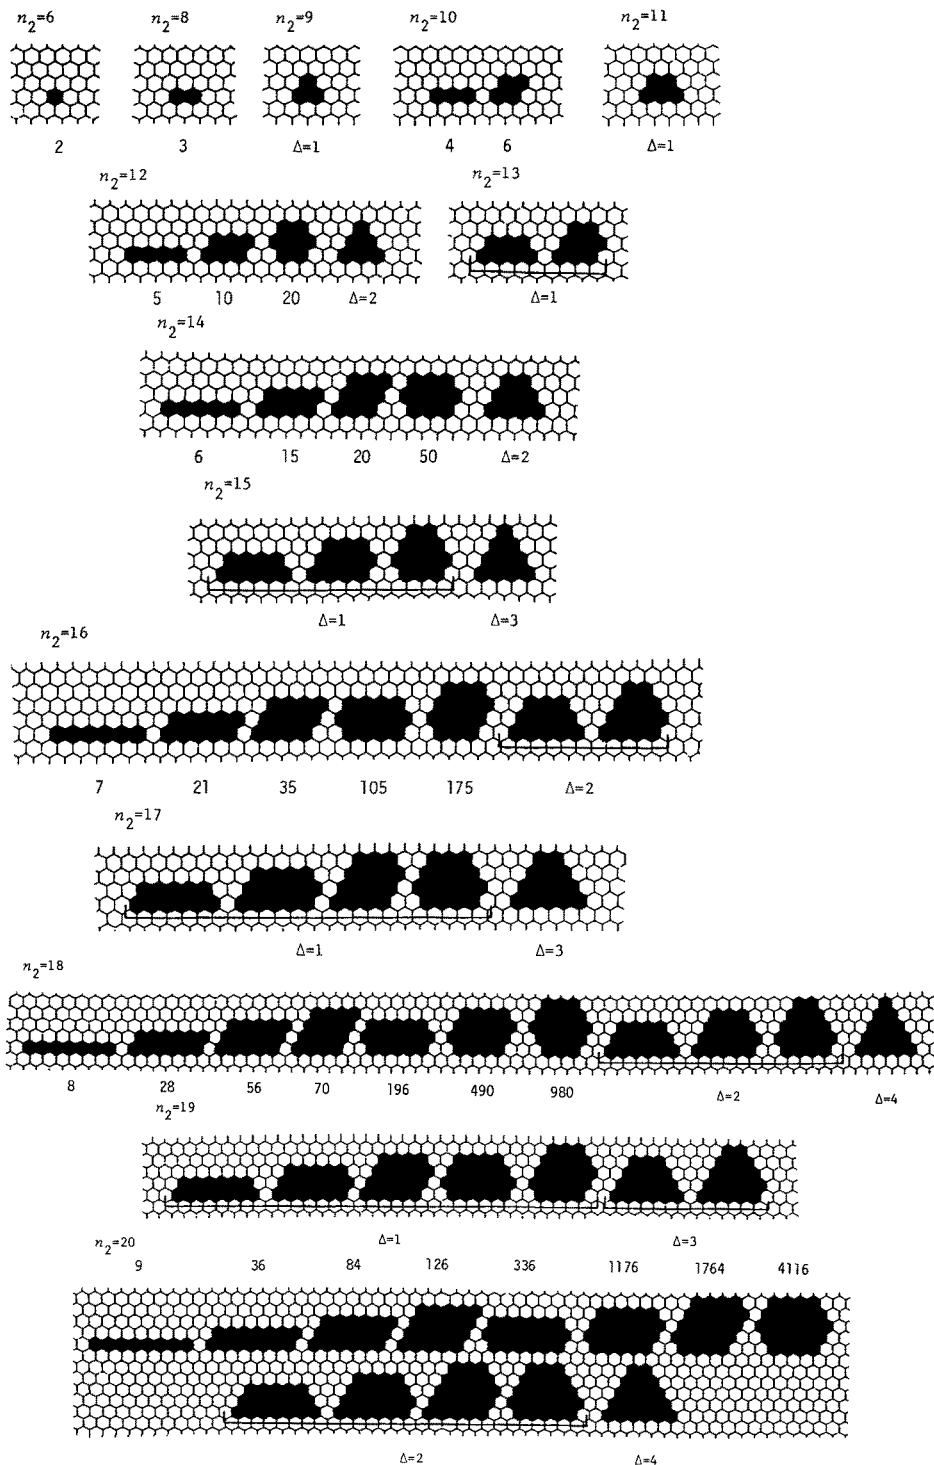 n2=6 n2=8 n2=9 n2=10 n2=11
2 3 Δ=1 4 6 Δ=1
n2=12 n2=13
5 10 20 Δ=2 Δ=1
n2=14
6 15 20 50 Δ=2
n2=15
Δ=1 Δ=3
n2=16
7 21 35 105 175 Δ=2
n2=17
Δ=1 Δ=3
n2=18
8 28 56 70 196 490 980 Δ=2 Δ=4
n2=19
Δ=1 Δ=3
n2=20
9 36 84 126 336 1176 1764 4116
Δ=2 Δ=4